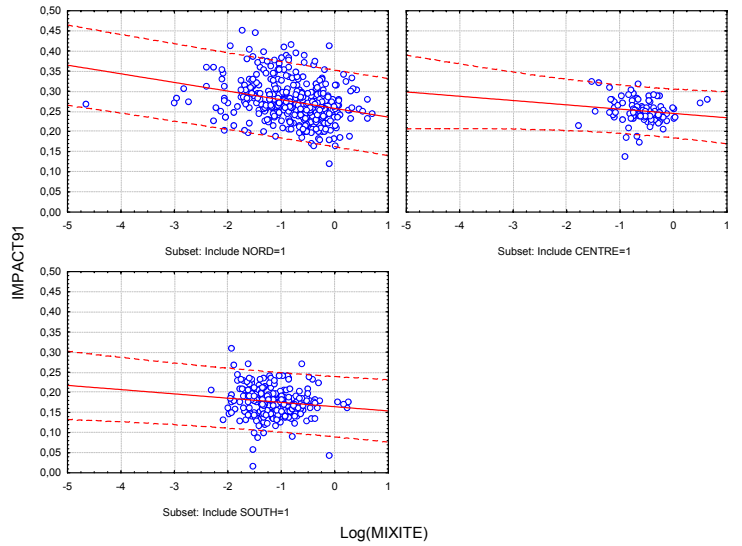 0,50
0,45
0,40
0,35
0,30
0,25
0,20
0,15
0,10
0,05
0,00
-5 -4 -3 -2 -1 0 1
Subset: Include NORD=1
-5 -4 -3 -2 -1 0 1
Subset: Include CENTRE=1
IMPACT91
0,50
0,45
0,40
0,35
0,30
0,25
0,20
0,15
0,10
0,05
0,00
-5 -4 -3 -2 -1 0 1
Subset: Include SOUTH=1
Log(MIXITE)